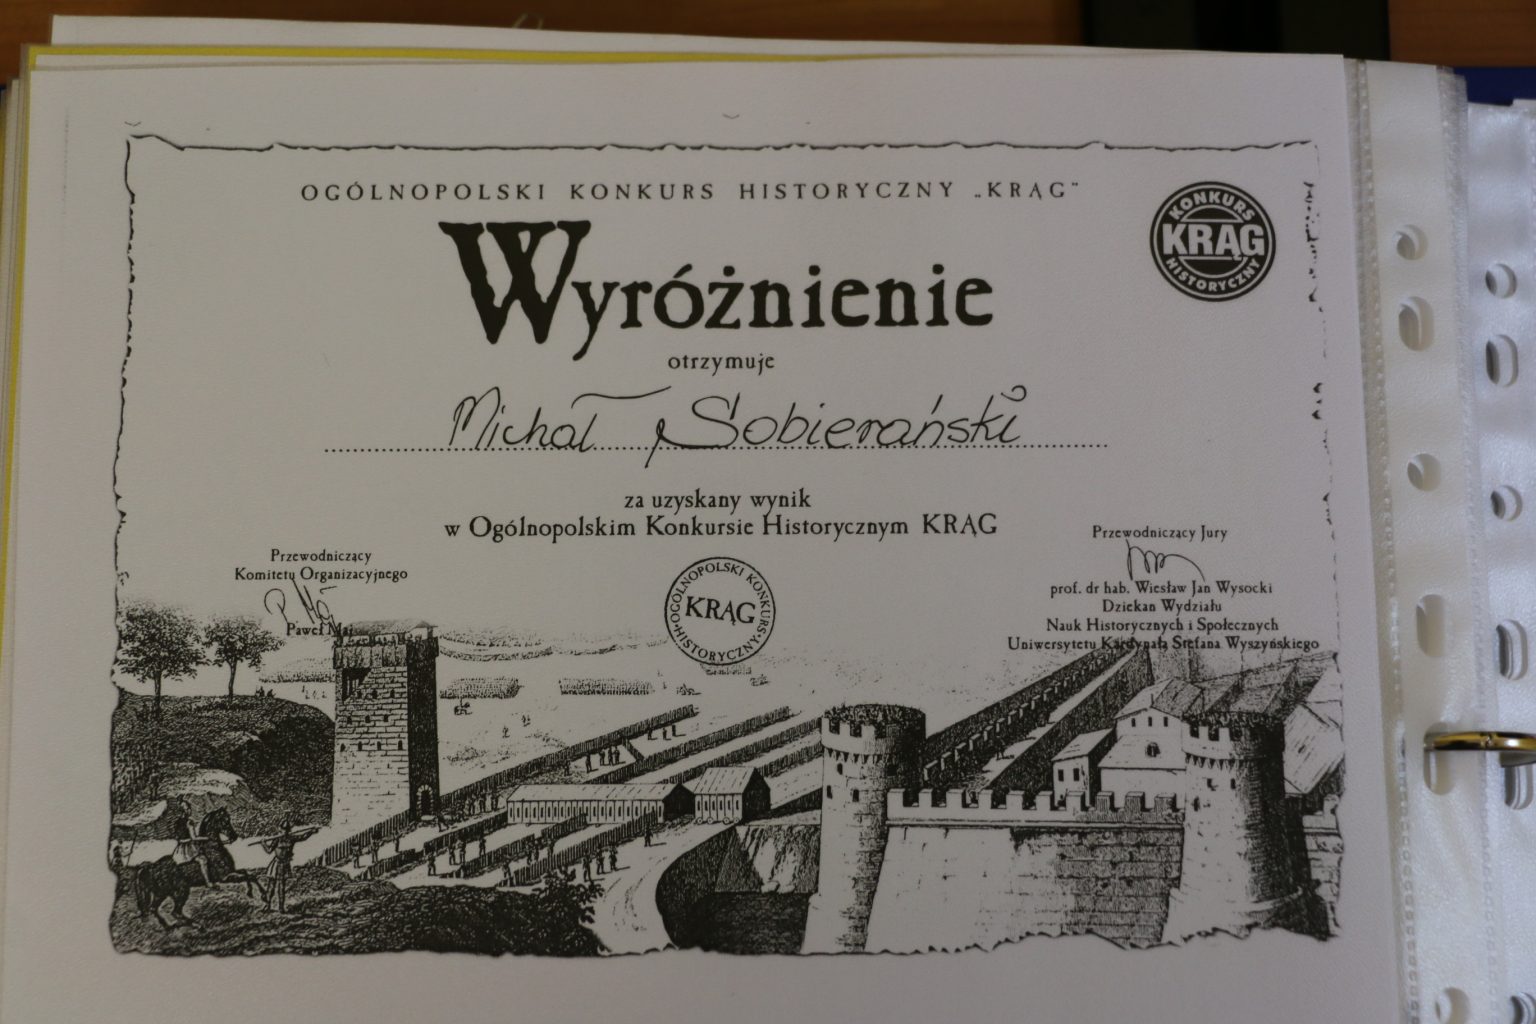 OGÓLNOPOLSKI KONKURS HISTORYCZNY „KRĄG"
KONKURS
KRĄG
HISTORYCZNY
Wyróżnienie
otrzymuje
Michał Sobierański
za uzyskany wynik
w Ogólnopolskim Konkursie Historycznym KRĄG
Przewodniczący
Komitetu Organizacyjnego
Paweł Maj
OGÓLNOPOLSKI KONKURS
KRĄG
HISTORYCZNY
Przewodniczący Jury
prof. dr hab. Wiesław Jan Wysocki
Dziekan Wydziału
Nauk Historycznych i Społecznych
Uniwersytetu Kardynała Stefana Wyszyńskiego